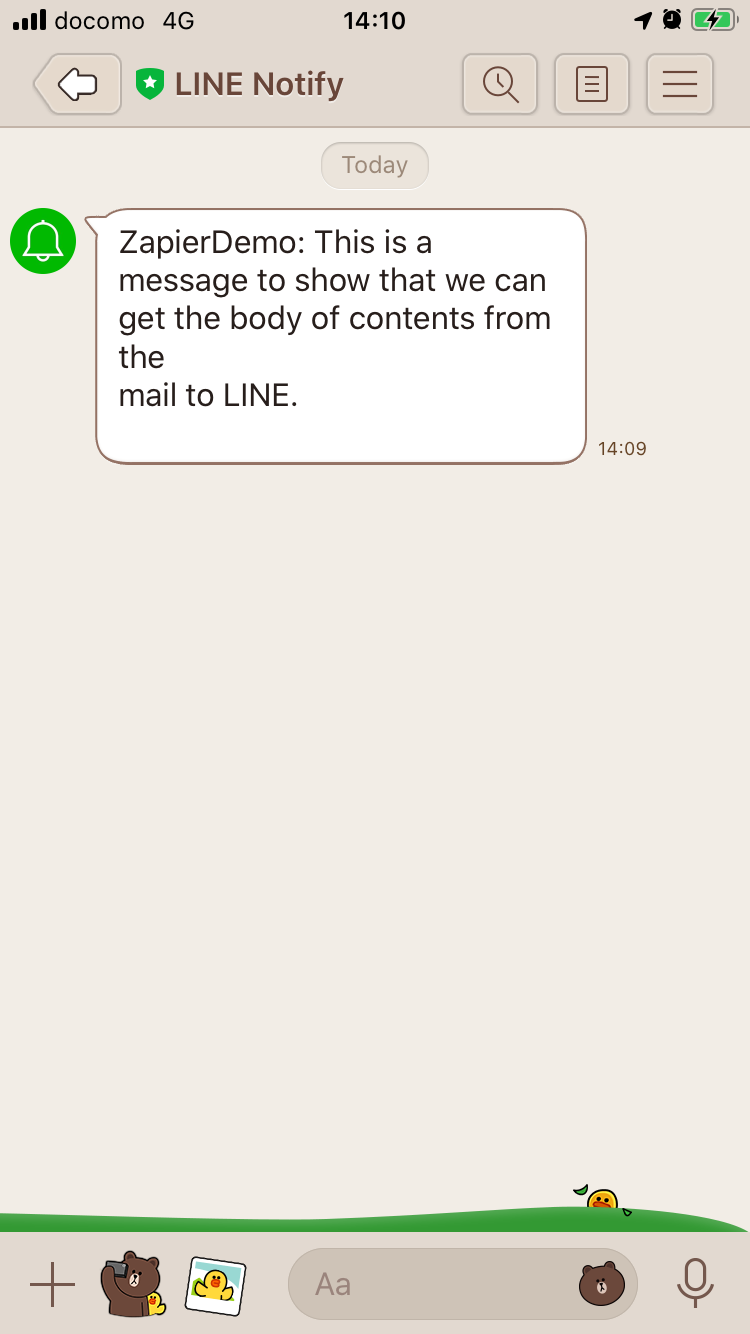 docomo 4G 14:10
LINE Notify
Today
ZapierDemo: This is a
message to show that we can
get the body of contents from
the
mail to LINE.
14:09
Aa